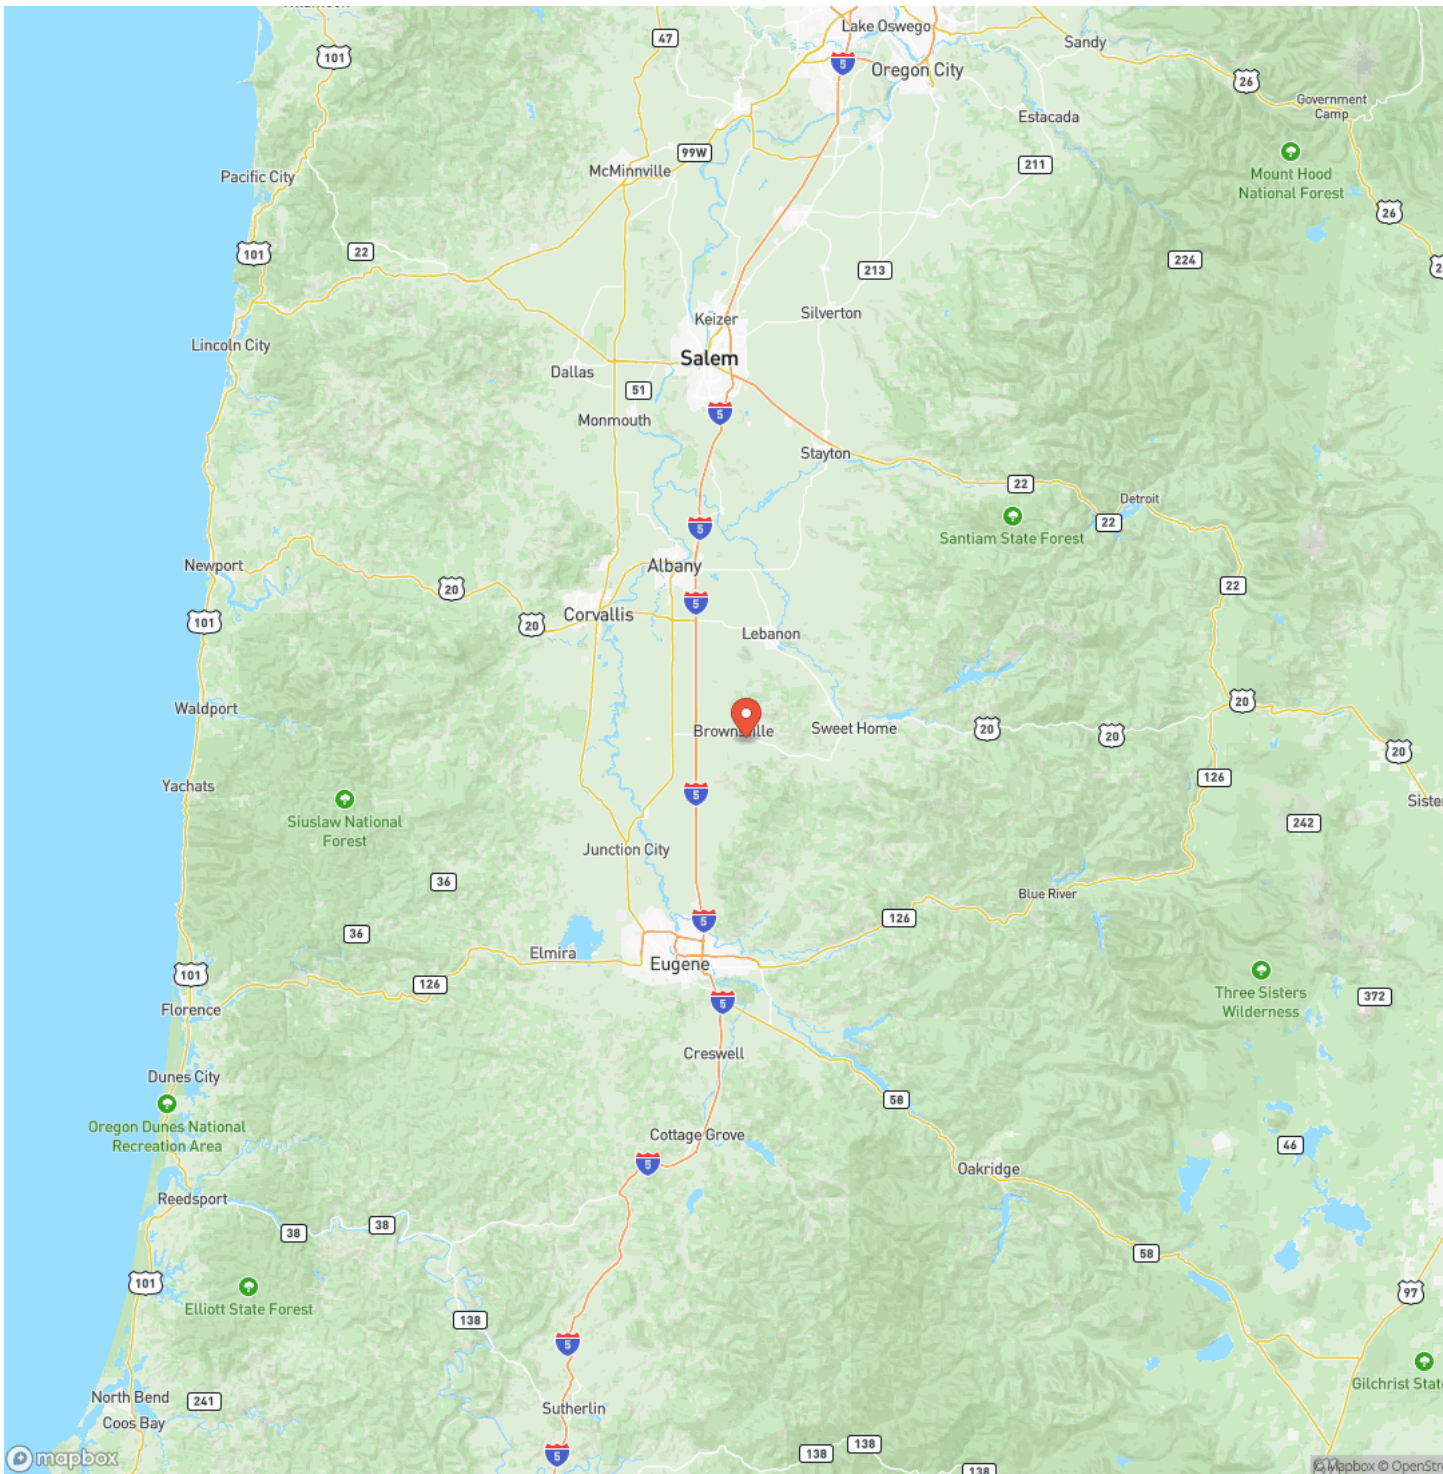 Lake Oswego
47
Sandy
101
5
Oregon City
26
Government
Camp
Estacada
99W
211
McMinnville
Pacific City
Mount Hood
National Forest
26
101
22
213
224
Keizer
Silverton
Lincoln City
Salem
Dallas
51
5
Monmouth
Stayton
22
Detroit
Santiam State Forest
22
5
Newport
Albany
20
22
5
101
20
Corvallis
Lebanon
Waldport
20
Brownsville
Sweet Home
20
20
20
126
5
Yachats
Siuslaw National
Forest
242
Junction City
36
Blue River
126
5
36
Elmira
Eugene
101
126
Three Sisters
Wilderness
372
Florence
5
Creswell
Dunes City
58
Oregon Dunes National
Recreation Area
Cottage Grove
46
5
Oakridge
Reedsport
38
38
58
101
97
Elliott State Forest
138
5
Gilchrist State
North Bend
241
Coos Bay
Sutherlin
138
138
5
138
mapbox
© Mapbox © OpenStr